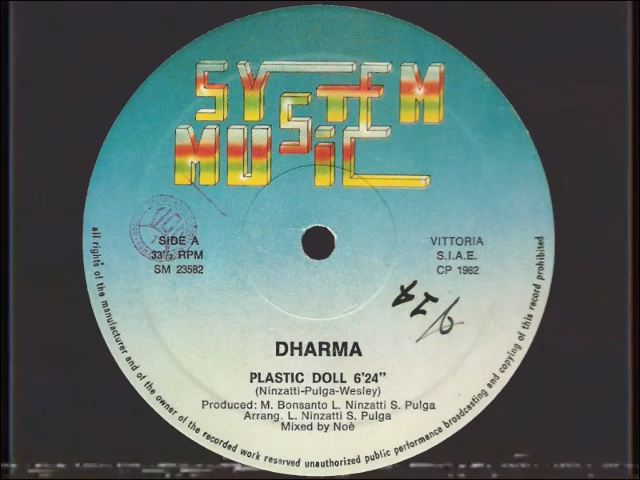 SYSTEM
MUSiC
SIDE A
33⅓ RPM
SM 23582
VITTORIA
S.I.A.E.
CP 1982
DHARMA
PLASTIC DOLL 6'24"
(Ninzatti-Pulga-Wesley)
Produced: M. Bonsanto L. Ninzatti S. Pulga
Arrang. L. Ninzatti S. Pulga
Mixed by Noè
all rights of the manufacturer and of the owner of the recorded work reserved unauthorized public performance broadcasting and copying of this record prohibited